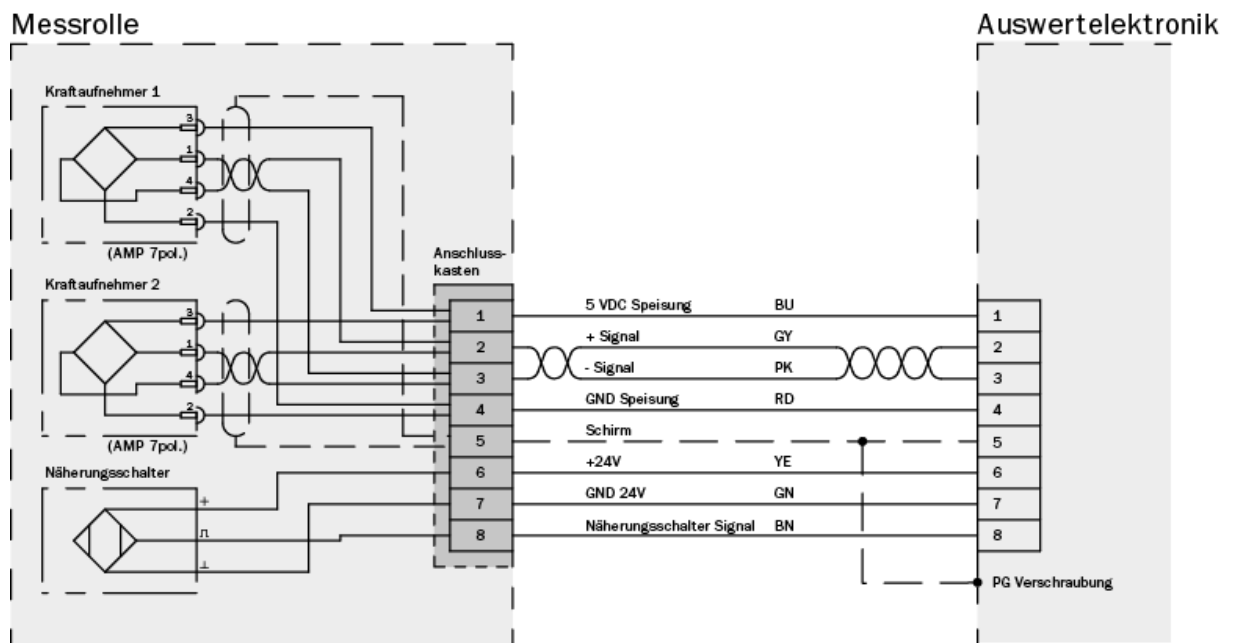 Messrolle
Auswertelektronik
Kraftaufnehmer 1
3
1
4
2
(AMP 7pol.)
Kraftaufnehmer 2
3
1
4
2
(AMP 7pol.)
Näherungsschalter
+
⊓
⊥
Anschluss-
kasten
1
2
3
4
5
6
7
8
5 VDC Speisung BU
+ Signal GY
- Signal PK
GND Speisung RD
Schirm
+24V YE
GND 24V GN
Näherungsschalter Signal BN
1
2
3
4
5
6
7
8
PG Verschraubung